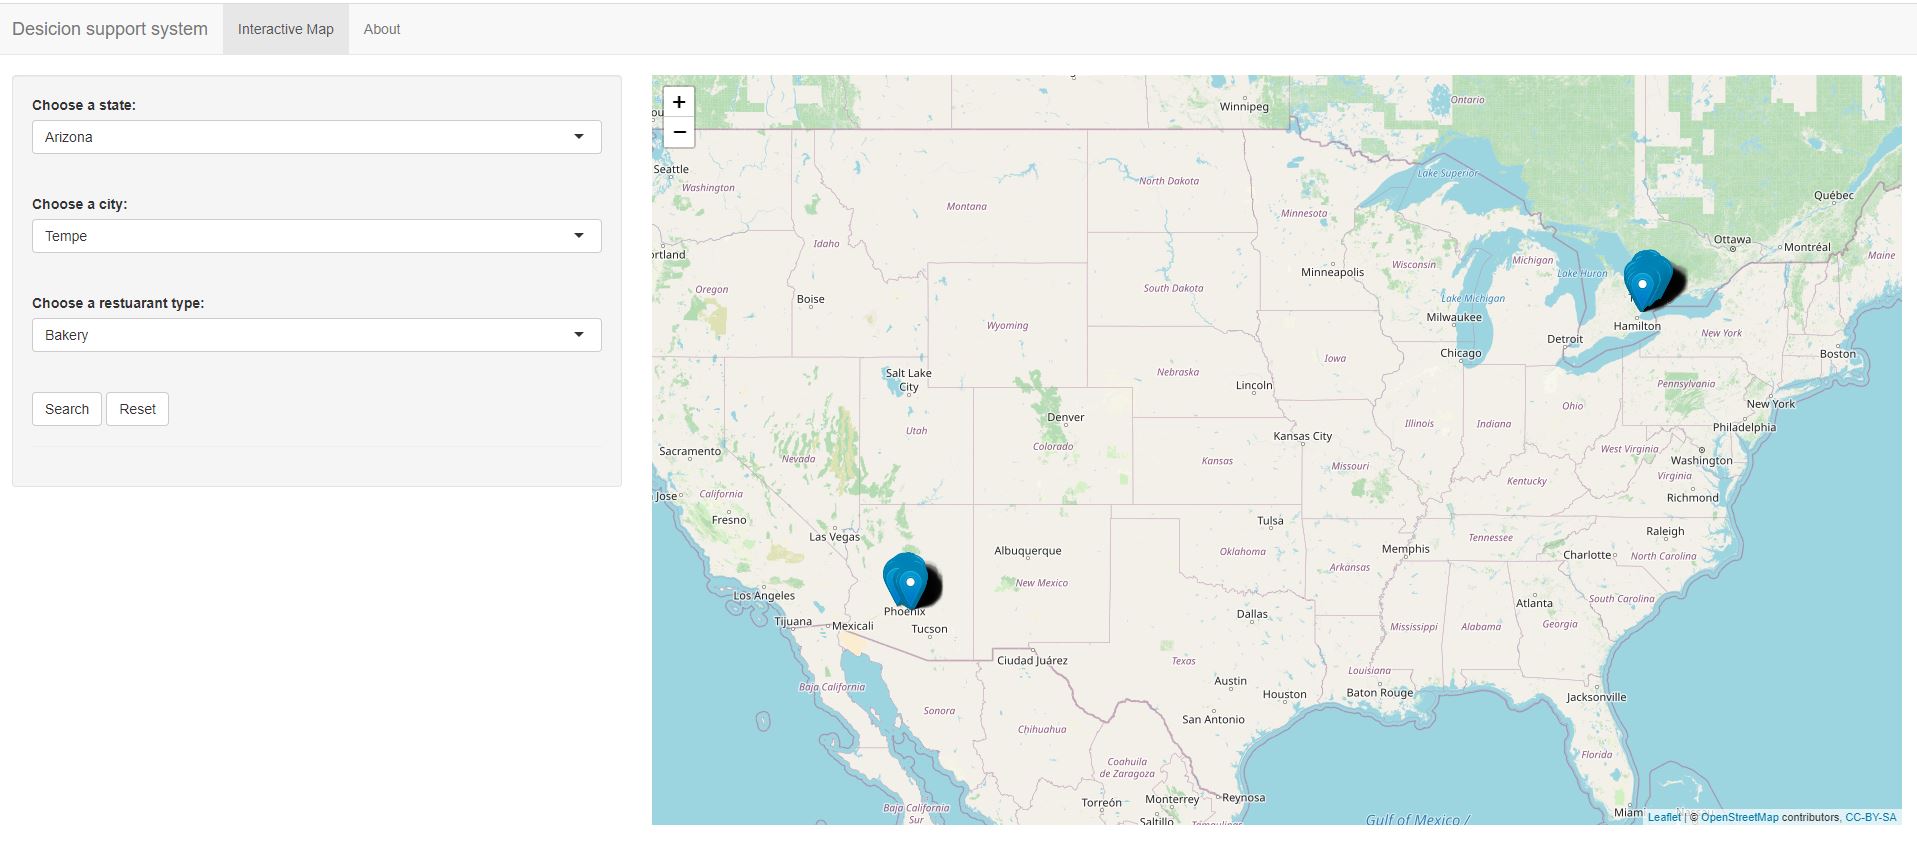 Desicion support system
Interactive Map
About
Choose a state:
Arizona
Choose a city:
Tempe
Choose a restuarant type:
Bakery
Search
Reset
+
−
Winnipeg
Ontario
Seattle
Washington
North Dakota
Lake Superior
Québec
Montana
Minnesota
Idaho
Ottawa
Montréal
Maine
ortland
Wisconsin
Michigan
Lake Huron
Minneapolis
Oregon
Boise
South Dakota
Lake Michigan
Milwaukee
Hamilton
Wyoming
New York
Detroit
Chicago
Boston
Iowa
Salt Lake
City
Nebraska
Lincoln
Pennsylvania
New York
Ohio
Denver
Utah
Colorado
Illinois
Indiana
Philadelphia
Kansas City
Sacramento
Nevada
Kansas
Missouri
West Virginia
Washington
Virginia
Kentucky
Jose
California
Richmond
Fresno
Las Vegas
Tulsa
Raleigh
Tennessee
Albuquerque
Oklahoma
Memphis
Charlotte
North Carolina
Arkansas
New Mexico
Los Angeles
Phoenix
South Carolina
Atlanta
Tijuana
Mexicali
Tucson
Dallas
Mississippi
Alabama
Georgia
Ciudad Juárez
Texas
Louisiana
Baja California
Austin
Houston
Baton Rouge
Jacksonville
Sonora
San Antonio
Chihuahua
Coahuila
de Zaragoza
Florida
Torreón
Monterrey
Reynosa
Baja California
Sur
Saltillo
Tamaulipas
Gulf of Mexico /
Miami
Leaflet | © OpenStreetMap contributors, CC-BY-SA